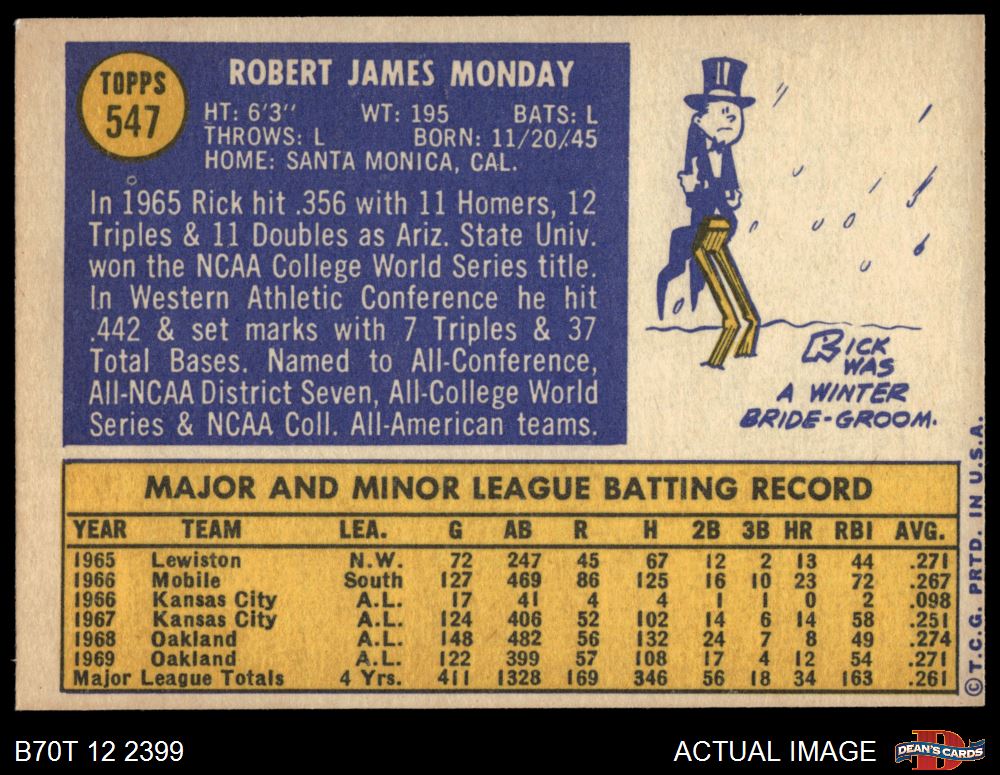 TOPPS
547
ROBERT JAMES MONDAY
HT: 6'3" WT: 195 BATS: L
THROWS: L BORN: 11/20/45
HOME: SANTA MONICA, CAL.
In 1965 Rick hit .356 with 11 Homers, 12
Triples & 11 Doubles as Ariz. State Univ.
won the NCAA College World Series title.
In Western Athletic Conference he hit
.442 & set marks with 7 Triples & 37
Total Bases. Named to All-Conference,
All-NCAA District Seven, All-College World
Series & NCAA Coll. All-American teams.
RICK
WAS
A WINTER
BRIDE-GROOM.
MAJOR AND MINOR LEAGUE BATTING RECORD
YEAR TEAM LEA. G AB R H 2B 3B HR RBI AVG.
1965 Lewiston N.W. 72 247 45 67 12 2 13 44 .271
1966 Mobile South 127 469 86 125 16 10 23 72 .267
1966 Kansas City A.L. 17 41 4 4 1 1 0 2 .098
1967 Kansas City A.L. 124 406 52 102 14 6 14 58 .251
1968 Oakland A.L. 148 482 56 132 24 7 8 49 .274
1969 Oakland A.L. 122 399 57 108 17 4 12 54 .271
Major League Totals 4 Yrs. 411 1328 169 346 56 18 34 163 .261
© T.C.G. PRTD. IN U.S.A.
B70T 12 2399
ACTUAL IMAGE
DEAN'S CARDS